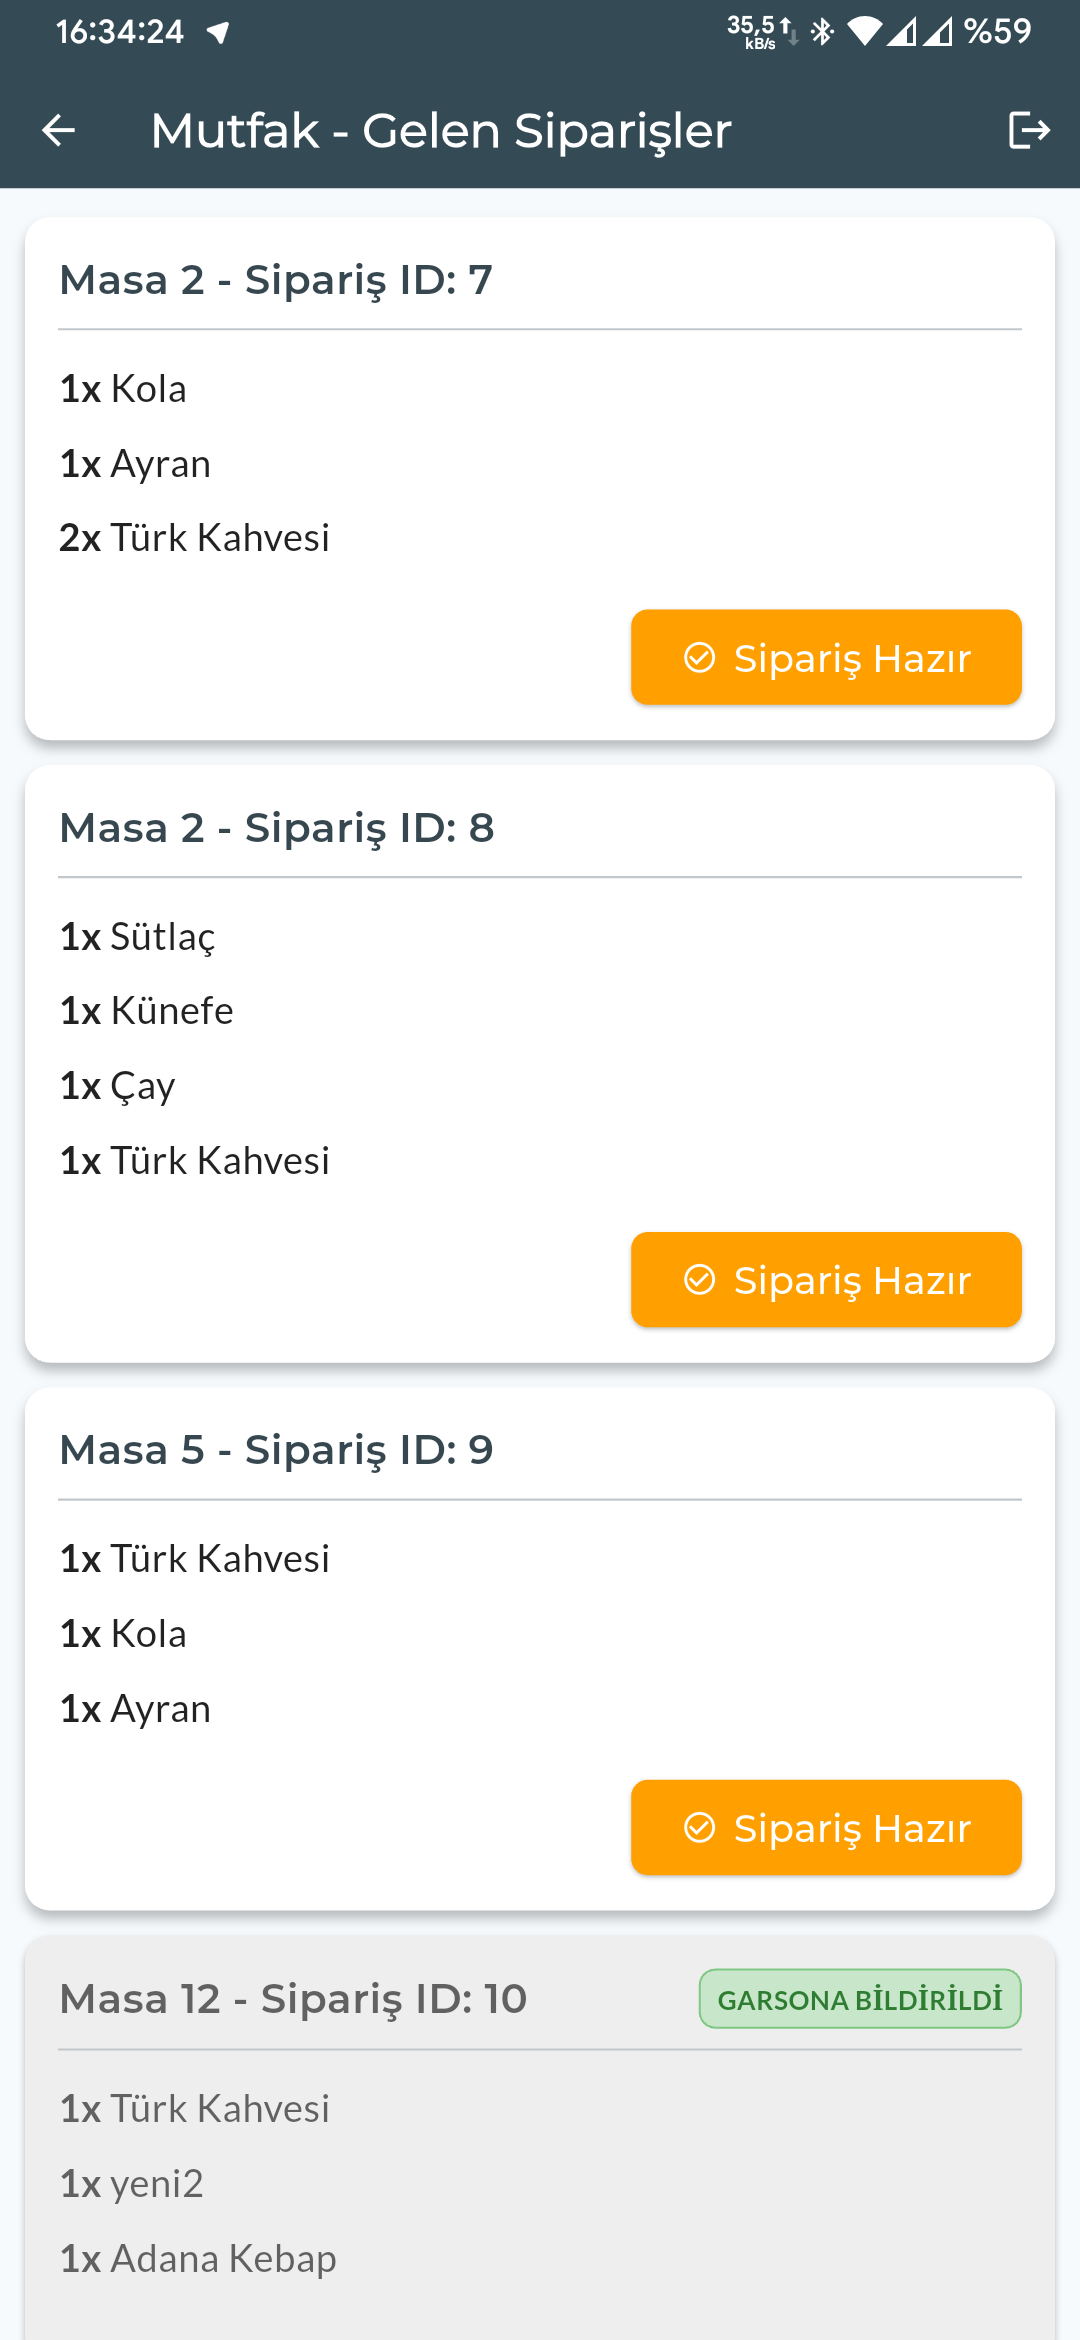 16:34:24
35,5 kB/s %59
Mutfak - Gelen Siparişler
Masa 2 - Sipariş ID: 7
1x Kola
1x Ayran
2x Türk Kahvesi
Sipariş Hazır
Masa 2 - Sipariş ID: 8
1x Sütlaç
1x Künefe
1x Çay
1x Türk Kahvesi
Sipariş Hazır
Masa 5 - Sipariş ID: 9
1x Türk Kahvesi
1x Kola
1x Ayran
Sipariş Hazır
Masa 12 - Sipariş ID: 10
GARSONA BİLDİRİLDİ
1x Türk Kahvesi
1x yeni2
1x Adana Kebap